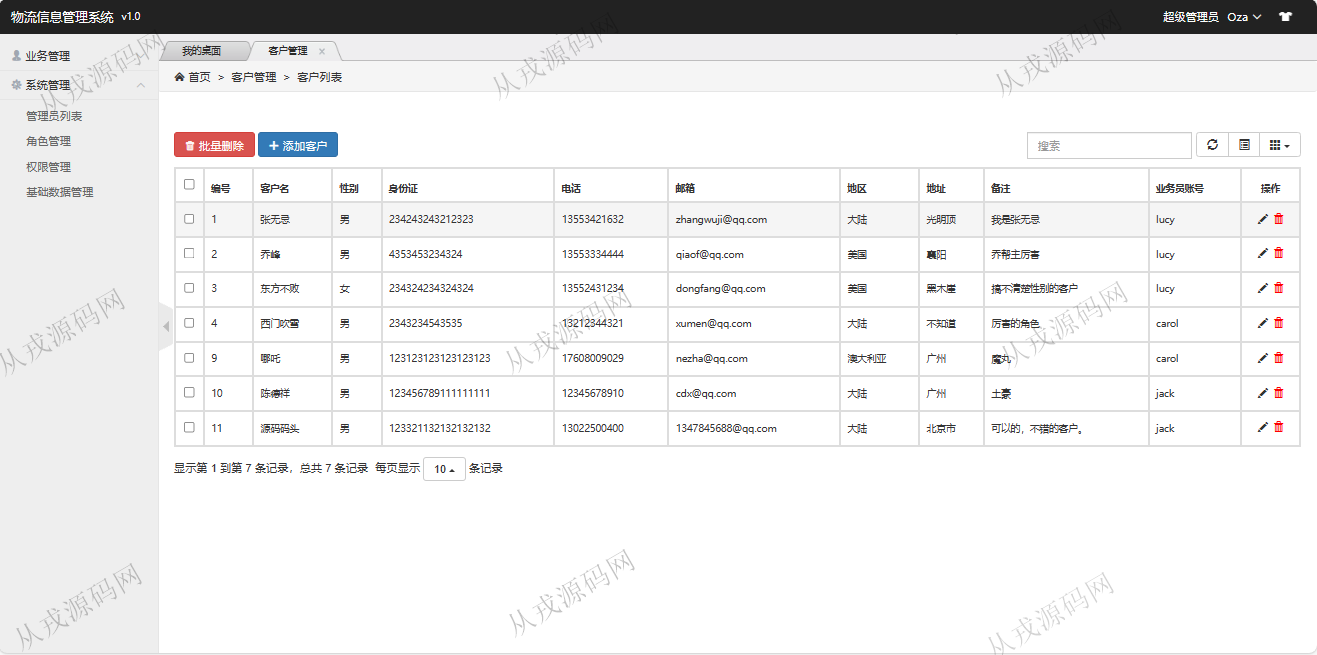 物流信息管理系统 v1.0
超级管理员 Oza
业务管理
系统管理
管理员列表
角色管理
权限管理
基础数据管理
我的桌面 客户管理 ×
首页 > 客户管理 > 客户列表
批量删除 添加客户 搜索
编号 客户名 性别 身份证 电话 邮箱 地区 地址 备注 业务员账号 操作
1 张无忌 男 234243243212323 13553421632 zhangwuji@qq.com 大陆 光明顶 我是张无忌 lucy
2 乔峰 男 4353453234324 13553334444 qiaof@qq.com 美国 襄阳 乔帮主厉害 lucy
3 东方不败 女 234324234324324 13552431234 dongfang@qq.com 美国 黑木崖 搞不清楚性别的客户 lucy
4 西门吹雪 男 2343234543535 13212344321 xumen@qq.com 大陆 不知道 厉害的角色 carol
9 哪吒 男 123123123123123123 17608009029 nezha@qq.com 澳大利亚 广州 魔丸 carol
10 陈德祥 男 123456789111111111 12345678910 cdx@qq.com 大陆 广州 土豪 jack
11 源码码头 男 123321132132132132 13022500400 1347845688@qq.com 大陆 北京市 可以的，不错的客户。 jack
显示第 1 到第 7 条记录，总共 7 条记录 每页显示 10 条记录
从戎源码网
从戎源码网
从戎源码网
从戎源码网
从戎源码网
从戎源码网
从戎源码网
从戎源码网
从戎源码网